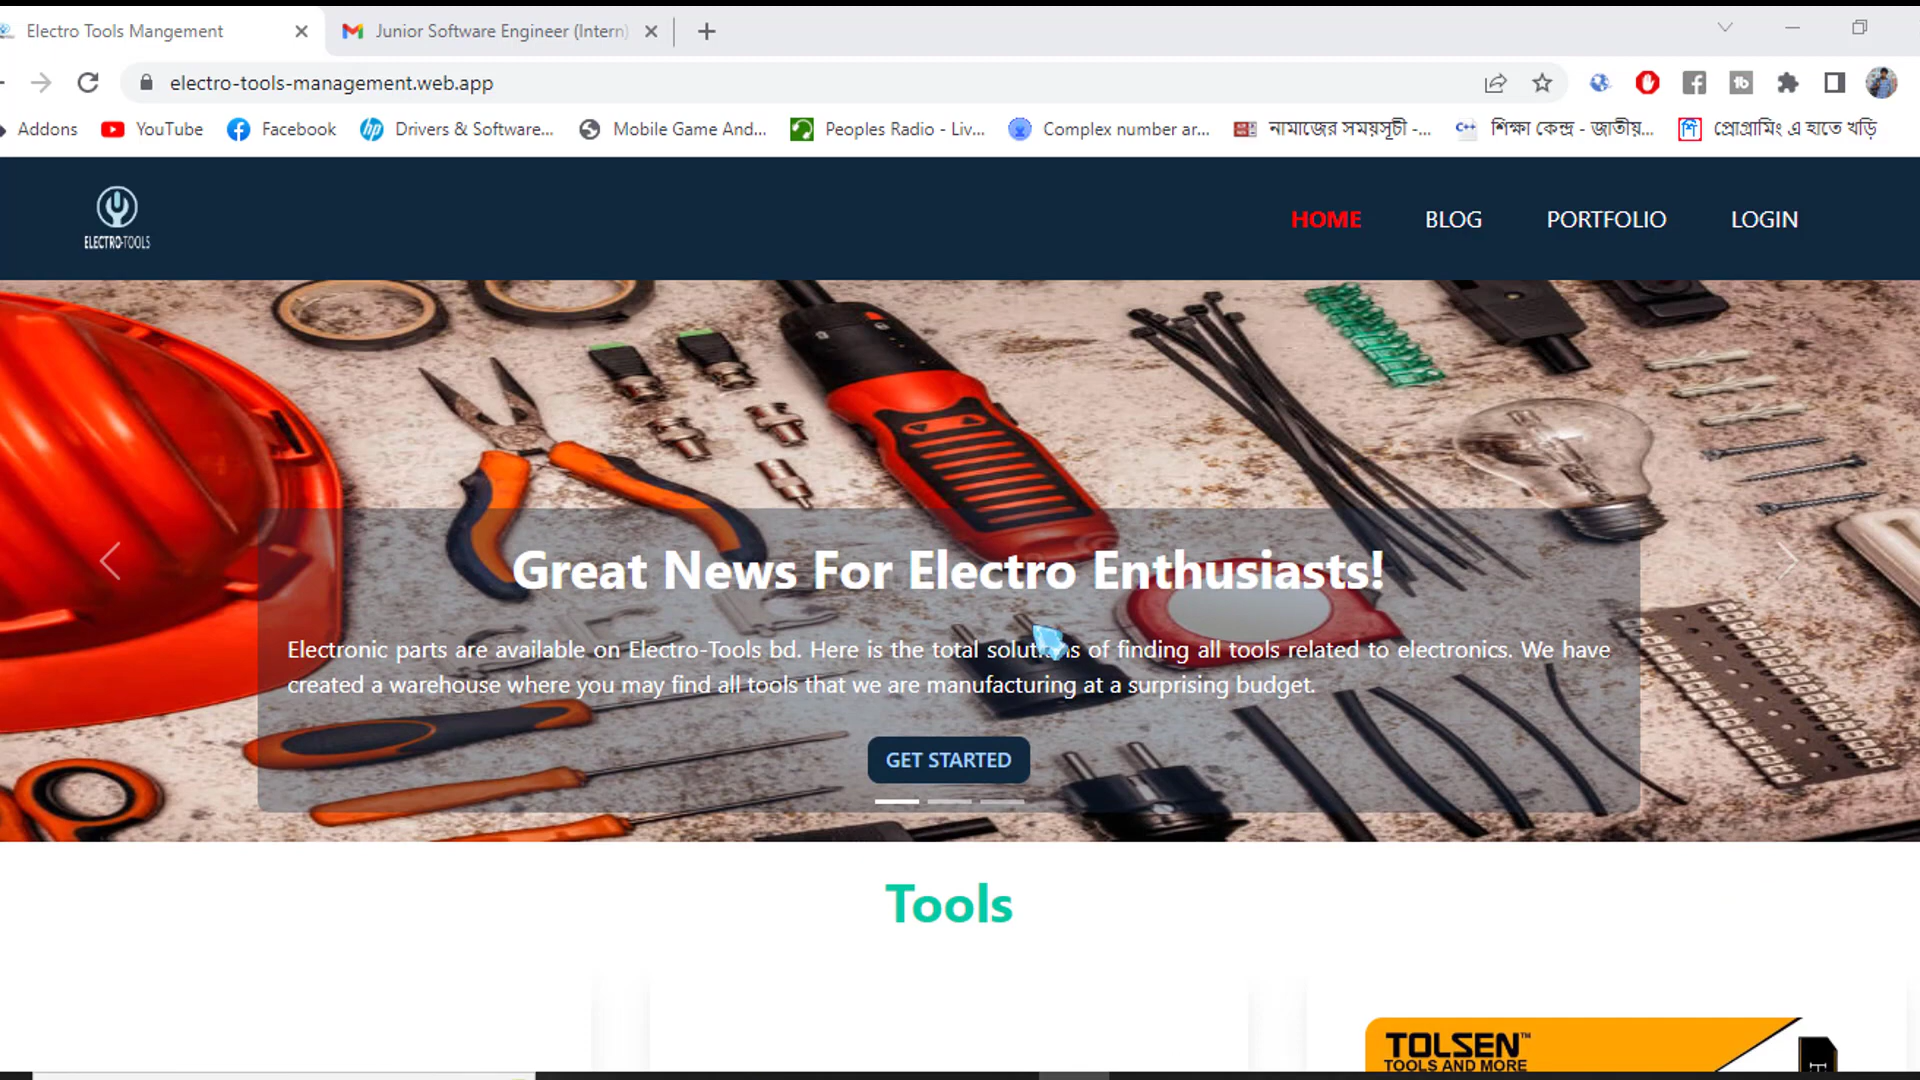 Electro Tools Mangement
Junior Software Engineer (Intern)
electro-tools-management.web.app
Addons YouTube Facebook Drivers & Software... Mobile Game And... Peoples Radio - Liv... Complex number ar... নামাজের সময়সূচী -... শিক্ষা কেন্দ্র - জাতীয়... প্রোগ্রামিং এ হাতে খড়ি
ELECTRO-TOOLS
HOME BLOG PORTFOLIO LOGIN
Great News For Electro Enthusiasts!
Electronic parts are available on Electro-Tools bd. Here is the total solutions of finding all tools related to electronics. We have
created a warehouse where you may find all tools that we are manufacturing at a surprising budget.
GET STARTED
Tools
TOLSEN™
TOOLS AND MORE